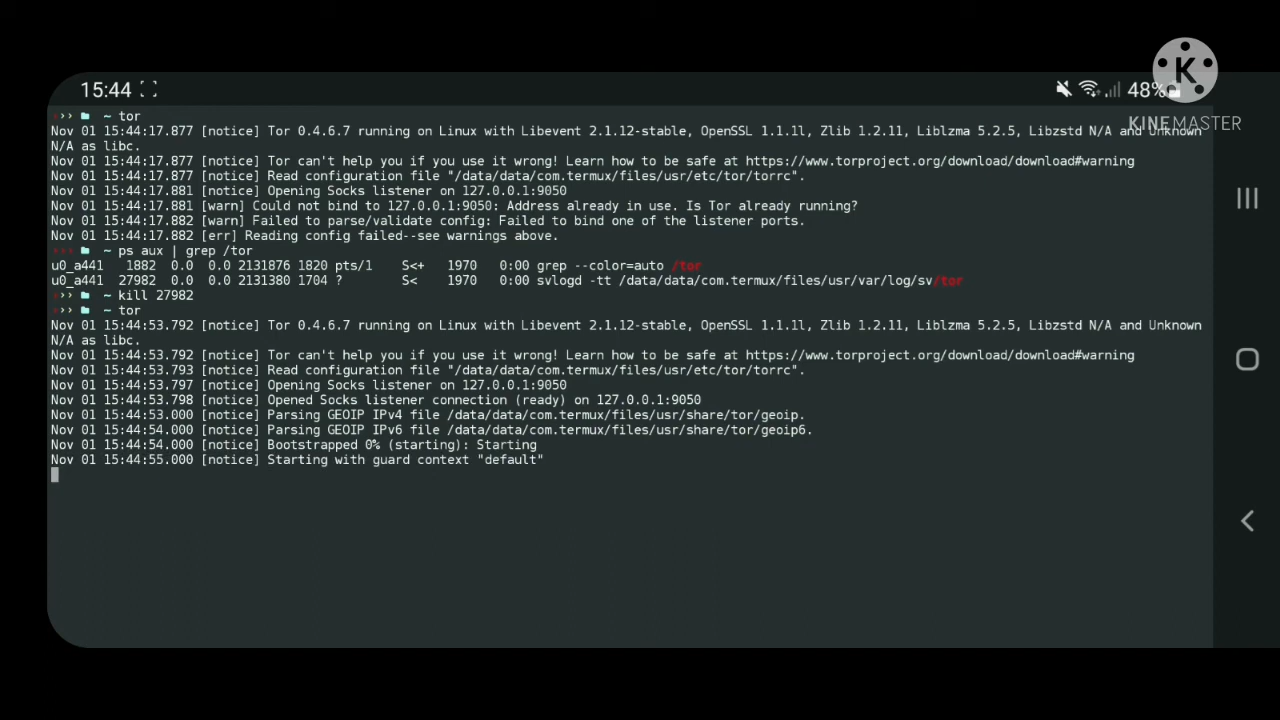 15:44
48%
K
KINEMASTER
~ tor
Nov 01 15:44:17.877 [notice] Tor 0.4.6.7 running on Linux with Libevent 2.1.12-stable, OpenSSL 1.1.1l, Zlib 1.2.11, Liblzma 5.2.5, Libzstd N/A and Unknown
N/A as libc.
Nov 01 15:44:17.877 [notice] Tor can't help you if you use it wrong! Learn how to be safe at https://www.torproject.org/download/download#warning
Nov 01 15:44:17.877 [notice] Read configuration file "/data/data/com.termux/files/usr/etc/tor/torrc".
Nov 01 15:44:17.881 [notice] Opening Socks listener on 127.0.0.1:9050
Nov 01 15:44:17.881 [warn] Could not bind to 127.0.0.1:9050: Address already in use. Is Tor already running?
Nov 01 15:44:17.882 [warn] Failed to parse/validate config: Failed to bind one of the listener ports.
Nov 01 15:44:17.882 [err] Reading config failed--see warnings above.
~ ps aux | grep /tor
u0_a441 1882 0.0 0.0 2131876 1820 pts/1 S<+ 1970 0:00 grep --color=auto /tor
u0_a441 27982 0.0 0.0 2131380 1704 ? S< 1970 0:00 svlogd -tt /data/data/com.termux/files/usr/var/log/sv/tor
~ kill 27982
~ tor
Nov 01 15:44:53.792 [notice] Tor 0.4.6.7 running on Linux with Libevent 2.1.12-stable, OpenSSL 1.1.1l, Zlib 1.2.11, Liblzma 5.2.5, Libzstd N/A and Unknown
N/A as libc.
Nov 01 15:44:53.792 [notice] Tor can't help you if you use it wrong! Learn how to be safe at https://www.torproject.org/download/download#warning
Nov 01 15:44:53.793 [notice] Read configuration file "/data/data/com.termux/files/usr/etc/tor/torrc".
Nov 01 15:44:53.797 [notice] Opening Socks listener on 127.0.0.1:9050
Nov 01 15:44:53.798 [notice] Opened Socks listener connection (ready) on 127.0.0.1:9050
Nov 01 15:44:53.000 [notice] Parsing GEOIP IPv4 file /data/data/com.termux/files/usr/share/tor/geoip.
Nov 01 15:44:54.000 [notice] Parsing GEOIP IPv6 file /data/data/com.termux/files/usr/share/tor/geoip6.
Nov 01 15:44:54.000 [notice] Bootstrapped 0% (starting): Starting
Nov 01 15:44:55.000 [notice] Starting with guard context "default"